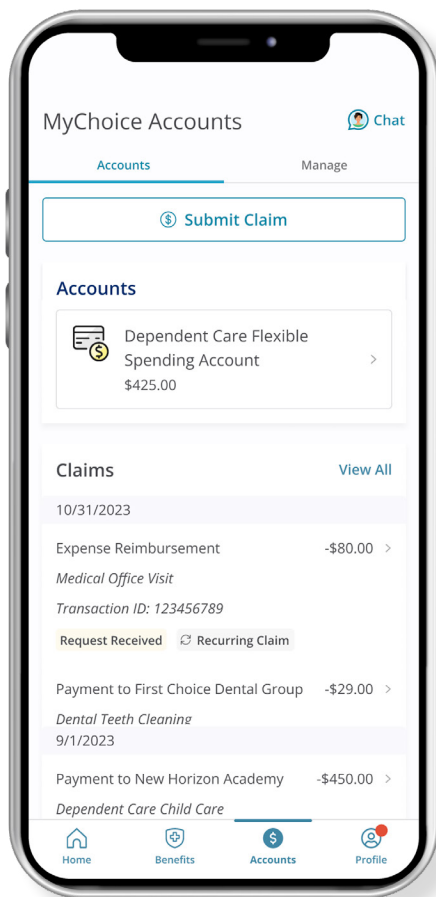 MyChoice Accounts
Chat
Accounts
Manage
Submit Claim
Accounts
Dependent Care Flexible
Spending Account
$425.00
Claims
View All
10/31/2023
Expense Reimbursement
-$80.00
Medical Office Visit
Transaction ID: 123456789
Request Received
Recurring Claim
Payment to First Choice Dental Group
-$29.00
Dental Teeth Cleaning
9/1/2023
Payment to New Horizon Academy
-$450.00
Dependent Care Child Care
Home
Benefits
Accounts
Profile